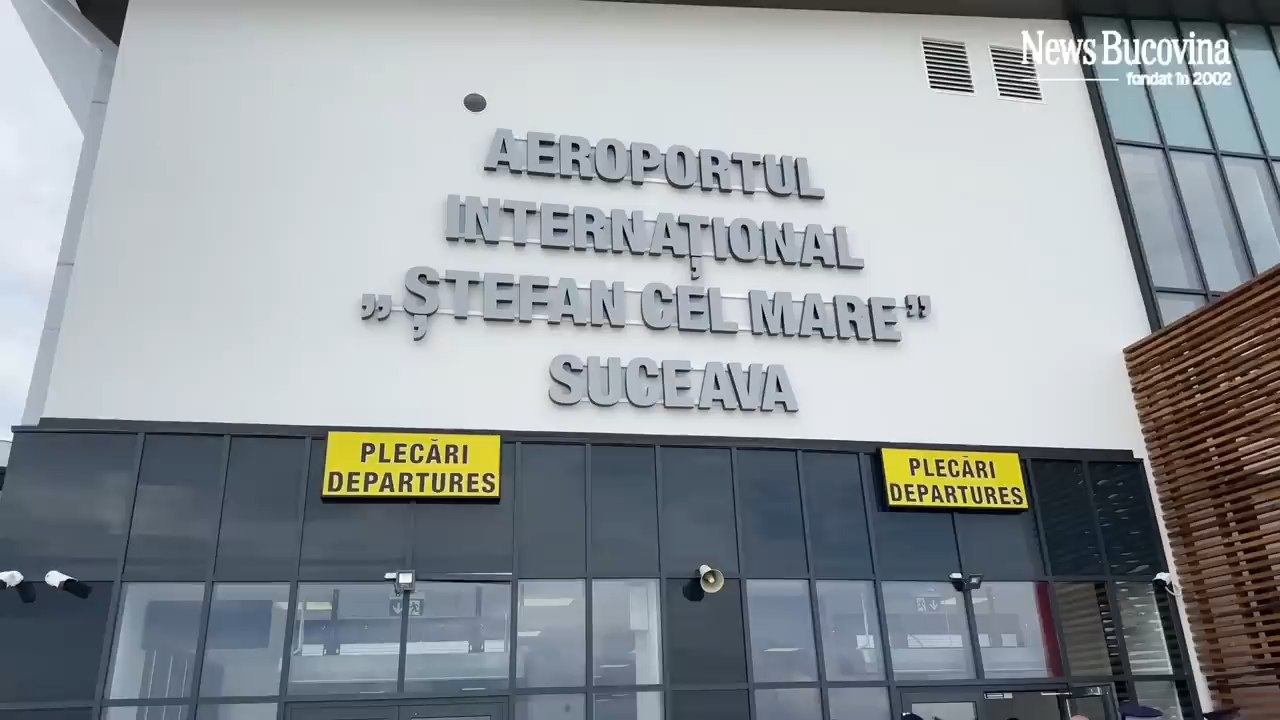 News Bucovina
fondat în 2002
AEROPORTUL
INTERNAȚIONAL
„ȘTEFAN CEL MARE”
SUCEAVA
PLECĂRI
DEPARTURES
PLECĂRI
DEPARTURES